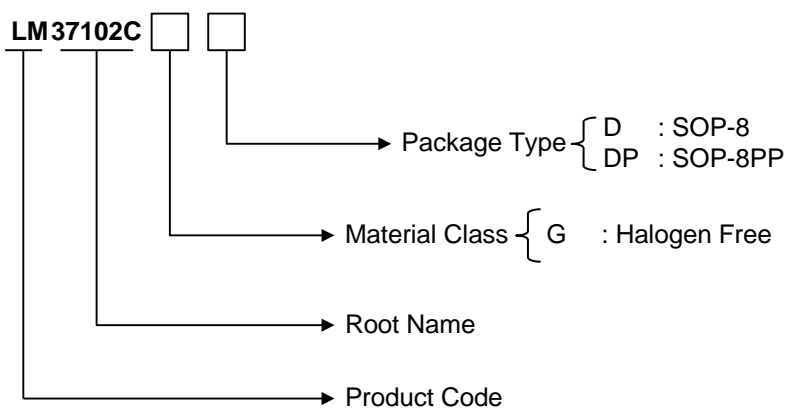 LM37102C
Package Type D : SOP-8
DP : SOP-8PP
Material Class G : Halogen Free
Root Name
Product Code